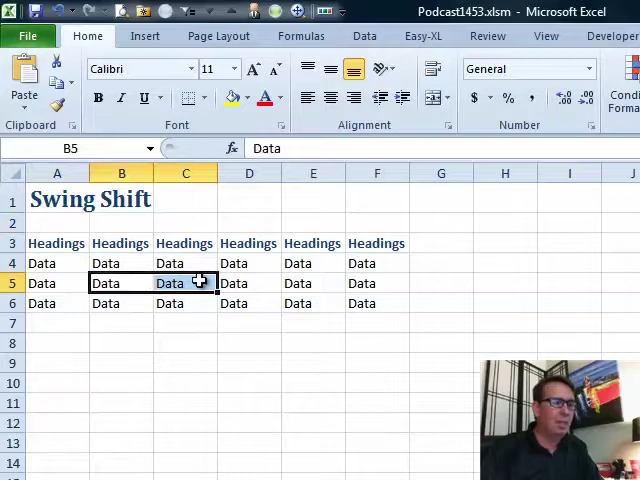 Podcast1453.xlsm - Microsoft Excel
File Home Insert Page Layout Formulas Data Easy-XL Review Developer
Calibri 11 General
Paste
B I U $ % ,
Clipboard Font Alignment Number
B5 fx Data
A B C D E F G H I J
1 Swing Shift
2
3 Headings Headings Headings Headings Headings Headings
4 Data Data Data Data Data Data
5 Data Data Data Data Data Data
6 Data Data Data Data Data Data
7
8
9
10
11
12
13
14